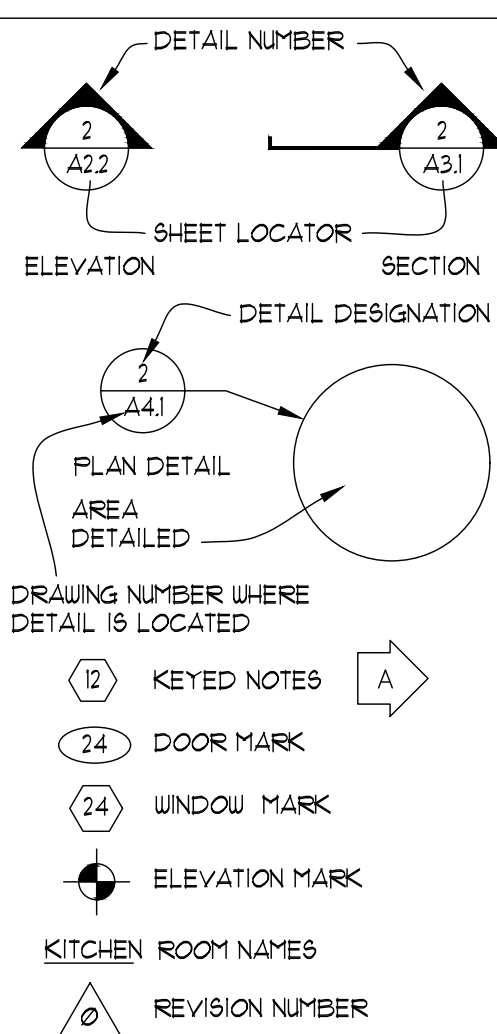 DETAIL NUMBER
2
A2.2
2
A3.1
SHEET LOCATOR
ELEVATION
SECTION
DETAIL DESIGNATION
2
A4.1
PLAN DETAIL
AREA
DETAILED
DRAWING NUMBER WHERE
DETAIL IS LOCATED
12 KEYED NOTES A
24 DOOR MARK
24 WINDOW MARK
ELEVATION MARK
KITCHEN ROOM NAMES
Ø REVISION NUMBER